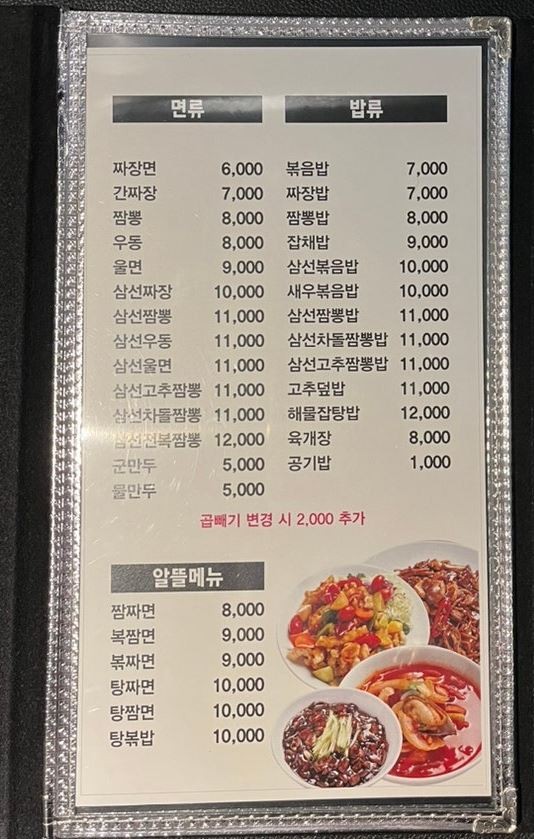 면류
짜장면 6,000
간짜장 7,000
짬뽕 8,000
우동 8,000
울면 9,000
삼선짜장 10,000
삼선짬뽕 11,000
삼선우동 11,000
삼선울면 11,000
삼선고추짬뽕 11,000
삼선차돌짬뽕 11,000
삼선전복짬뽕 12,000
군만두 5,000
물만두 5,000
밥류
볶음밥 7,000
짜장밥 7,000
짬뽕밥 8,000
잡채밥 9,000
삼선볶음밥 10,000
새우볶음밥 10,000
삼선짬뽕밥 11,000
삼선차돌짬뽕밥 11,000
삼선고추짬뽕밥 11,000
고추덮밥 11,000
해물잡탕밥 12,000
육개장 8,000
공기밥 1,000
곱빼기 변경 시 2,000 추가
알뜰메뉴
짬짜면 8,000
복짬면 9,000
볶짜면 9,000
탕짜면 10,000
탕짬면 10,000
탕볶밥 10,000